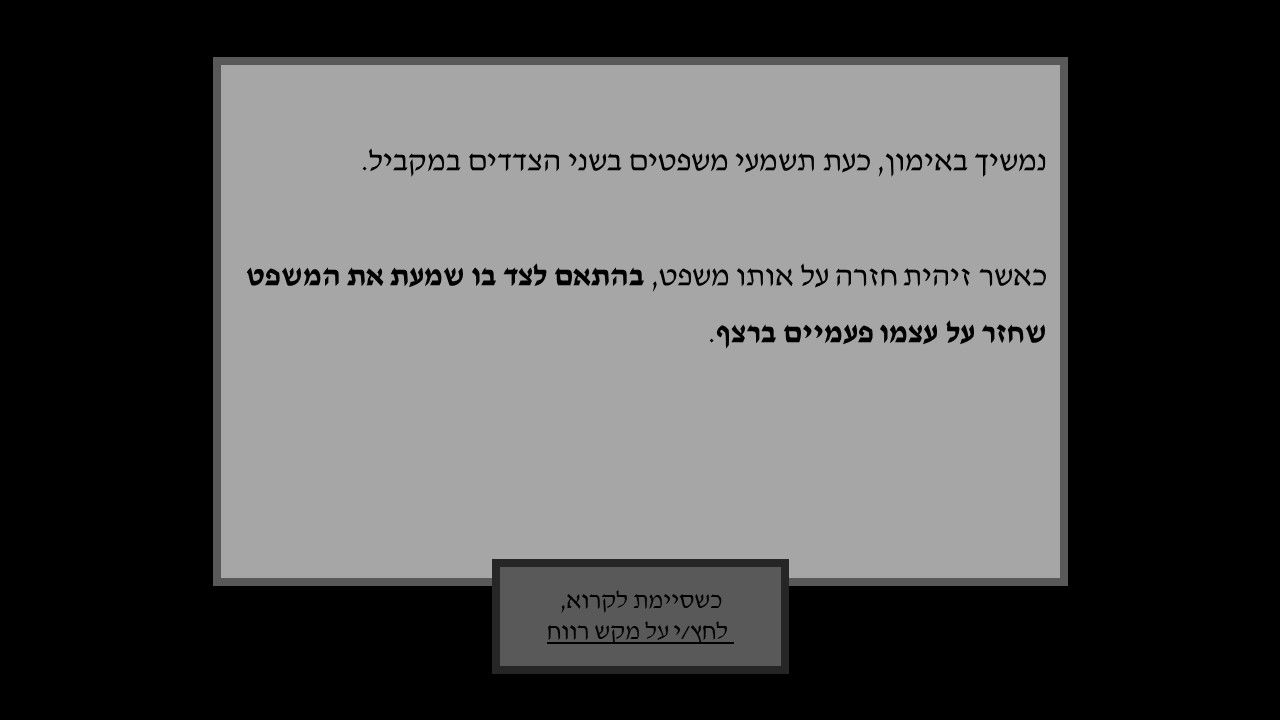 נמשיך באימון, כעת תשמעי משפטים בשני הצדדים במקביל.
כאשר זיהית חזרה על אותו משפט, בהתאם לצד בו שמעת את המשפט
שחזר על עצמו פעמיים ברצף.
כשסיימת לקרוא,
לחץ/י על מקש רווח